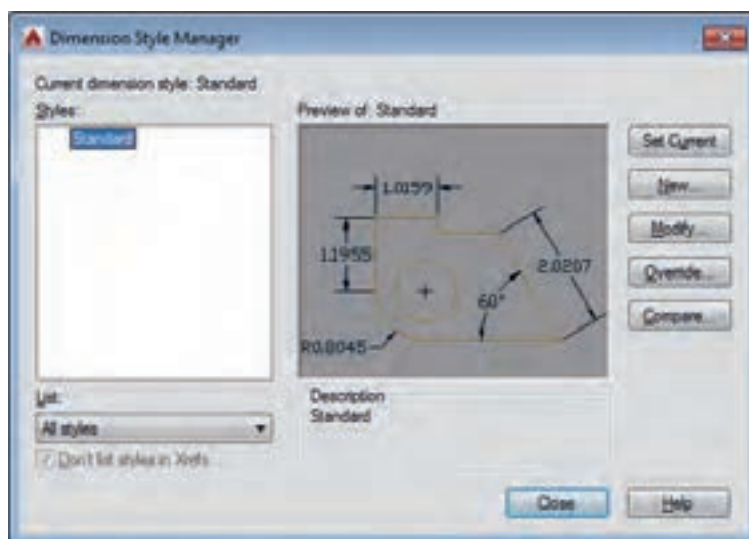 Dimension Style Manager
Current dimension style: Standard
Styles:
Standard
Preview of: Standard
1.0159
1.1955
2.0207
60°
R0.8045
Set Current
New...
Modify...
Override...
Compare...
List:
All styles
Don't list styles in Xrefs
Description
Standard
Close
Help